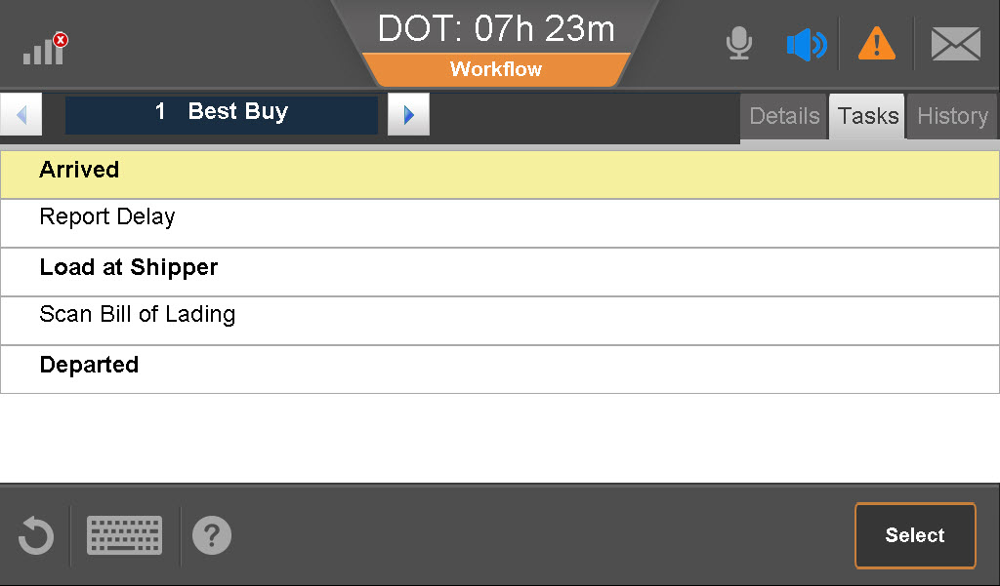 DOT: 07h 23m
Workflow
1 Best Buy
Details
Tasks
History
Arrived
Report Delay
Load at Shipper
Scan Bill of Lading
Departed
?
Select